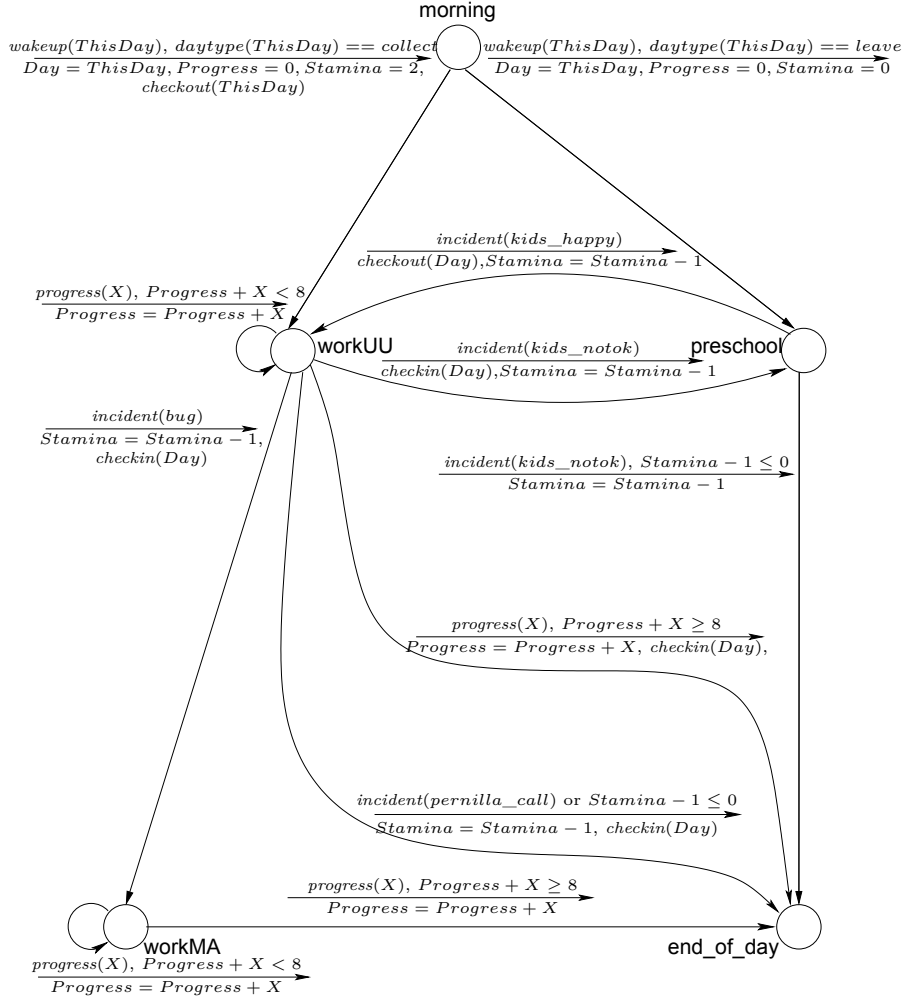 morning
wakeup(ThisDay), daytype(ThisDay) == collect
Day = ThisDay, Progress = 0, Stamina = 2,
checkout(ThisDay)
wakeup(ThisDay), daytype(ThisDay) == leave
Day = ThisDay, Progress = 0, Stamina = 0
incident(kids_happy)
checkout(Day),Stamina = Stamina − 1
progress(X), Progress + X < 8
Progress = Progress + X
workUU
incident(kids_notok)
checkin(Day),Stamina = Stamina − 1
preschool
incident(bug)
Stamina = Stamina − 1,
checkin(Day)
incident(kids_notok), Stamina − 1 ≤ 0
Stamina = Stamina − 1
progress(X), Progress + X ≥ 8
Progress = Progress + X, checkin(Day),
incident(pernilla_call) or Stamina − 1 ≤ 0
Stamina = Stamina − 1, checkin(Day)
progress(X), Progress + X ≥ 8
Progress = Progress + X
workMA
end_of_day
progress(X), Progress + X < 8
Progress = Progress + X